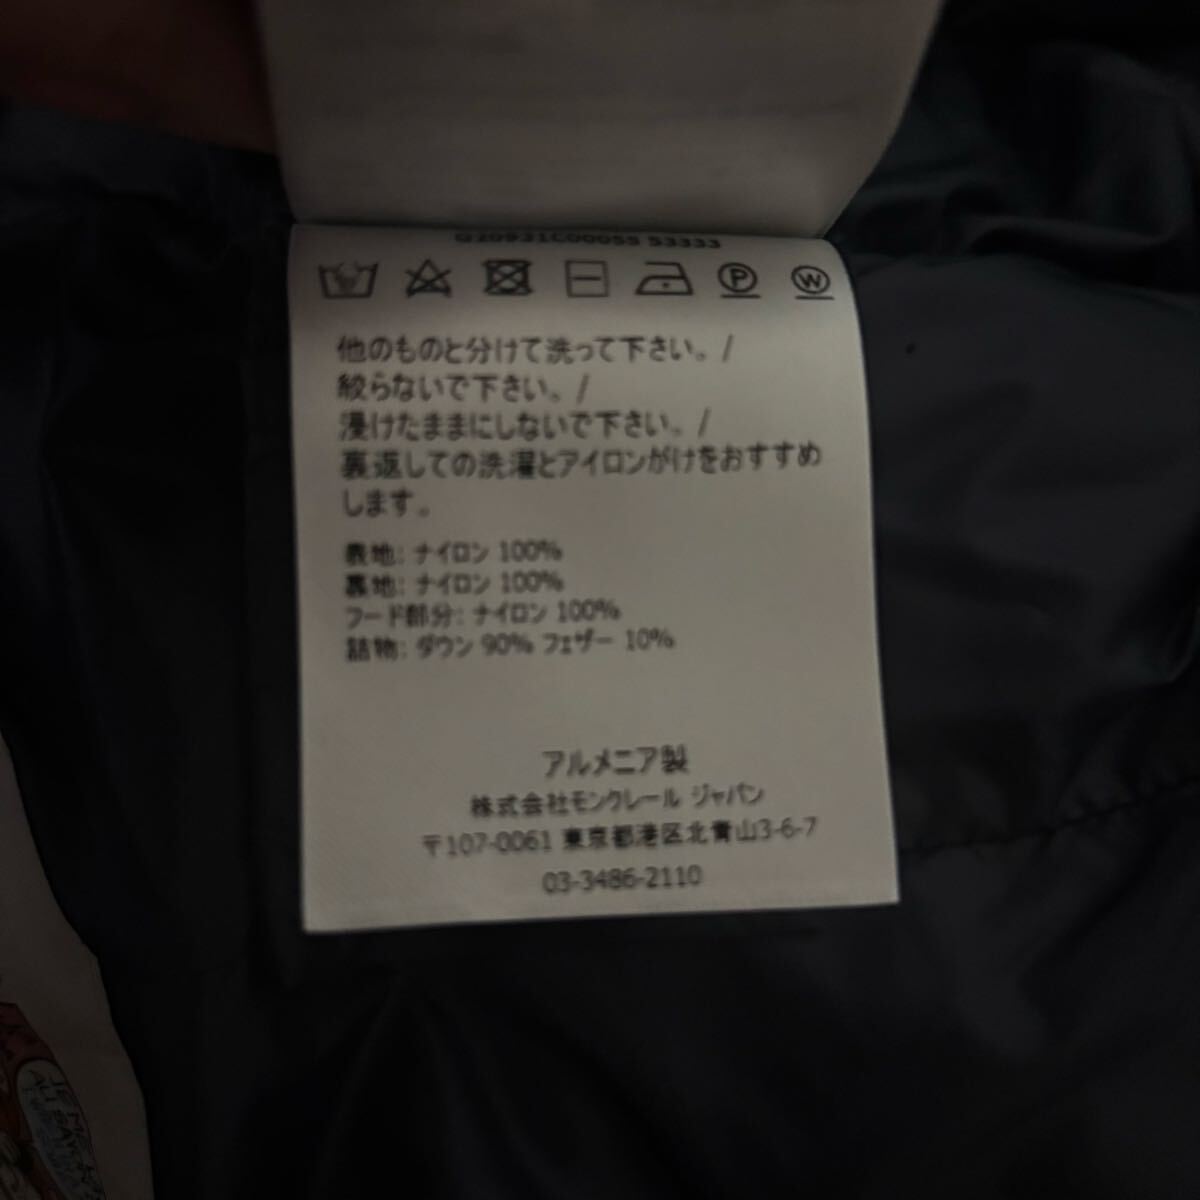 G20931C00055 53333
P W
他のものと分けて洗って下さい。/
絞らないで下さい。/
浸けたままにしないで下さい。/
裏返しての洗濯とアイロンがけをおすすめ
します。
表地: ナイロン 100%
裏地: ナイロン 100%
フード部分: ナイロン 100%
詰物: ダウン 90% フェザー 10%
アルメニア製
株式会社モンクレール ジャパン
〒107-0061 東京都港区北青山3-6-7
03-3486-2110